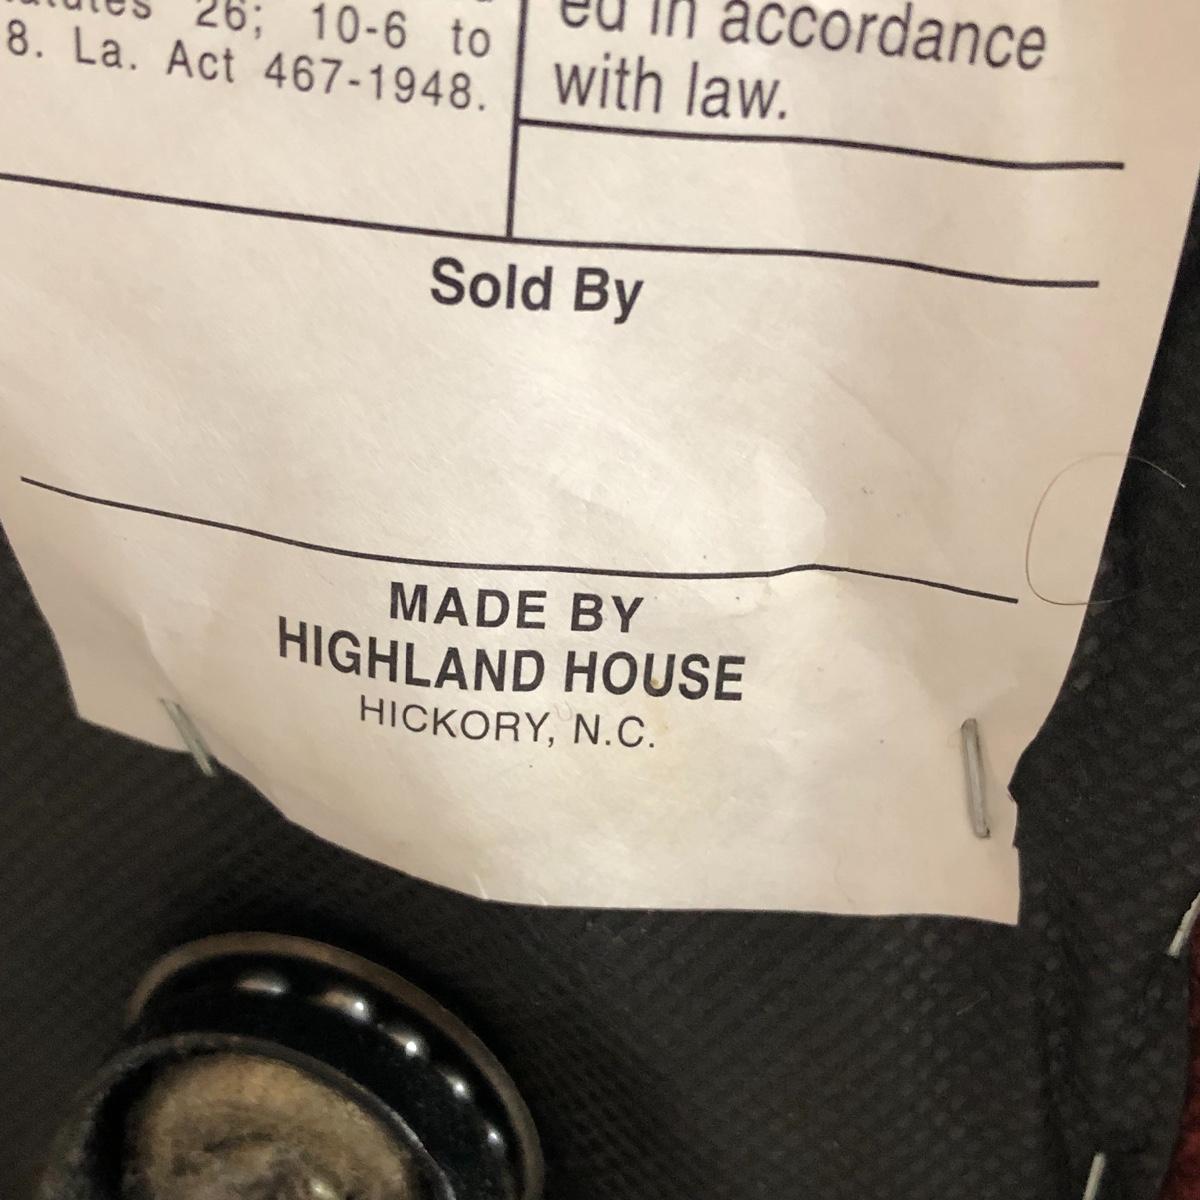 26; 10-6 to
8. La. Act 467-1948.
ed in accordance
with law.
Sold By
MADE BY
HIGHLAND HOUSE
HICKORY, N.C.